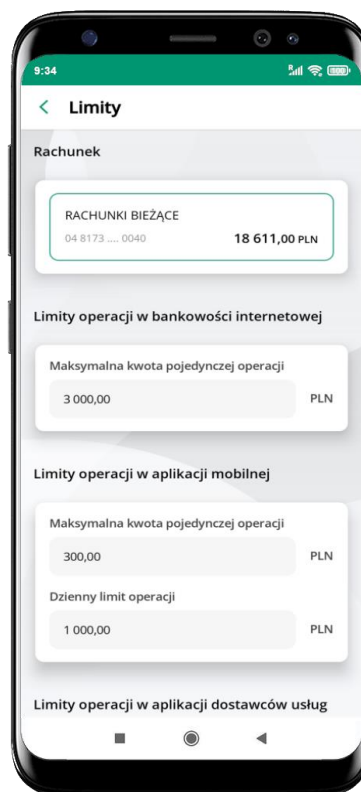 9:34
Limity
Rachunek
RACHUNKI BIEŻĄCE
04 8173 .... 0040
18 611,00 PLN
Limity operacji w bankowości internetowej
Maksymalna kwota pojedynczej operacji
3 000,00
PLN
Limity operacji w aplikacji mobilnej
Maksymalna kwota pojedynczej operacji
300,00
PLN
Dzienny limit operacji
1 000,00
PLN
Limity operacji w aplikacji dostawców usług